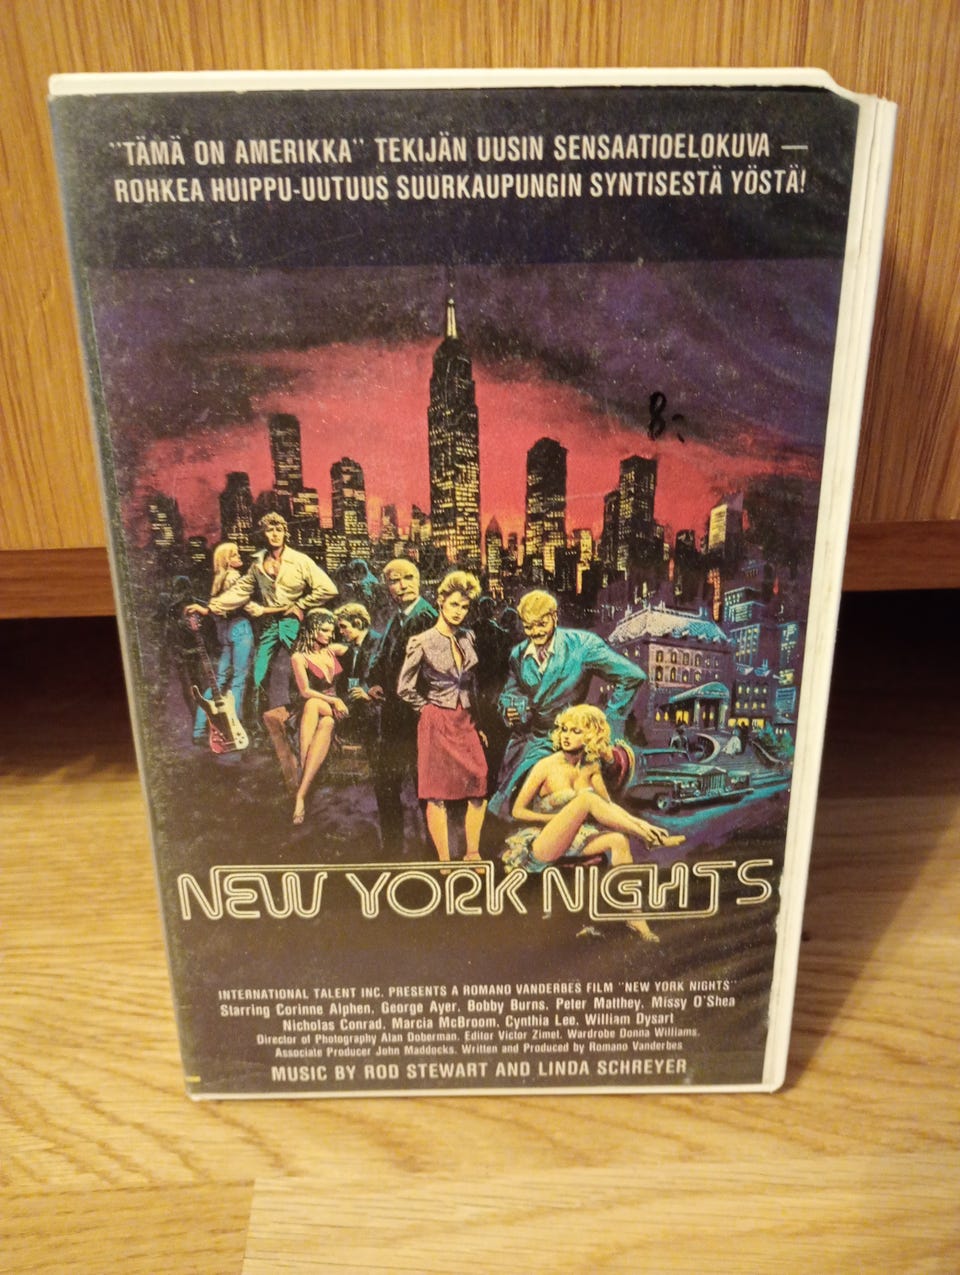 "TÄMÄ ON AMERIKKA" TEKIJÄN UUSIN SENSAATIOELOKUVA —
ROHKEA HUIPPU-UUTUUS SUURKAUPUNGIN SYNTISESTÄ YÖSTÄ!
8:-
NEW YORK NIGHTS
INTERNATIONAL TALENT INC. PRESENTS A ROMANO VANDERBES FILM "NEW YORK NIGHTS"
Starring Corinne Alphen, George Ayer, Bobby Burns, Peter Matthey, Missy O'Shea
Nicholas Conrad, Marcia McBroom, Cynthia Lee, William Dysart
Director of Photography Alan Doberman. Editor Victor Zimet. Wardrobe Donna Williams.
Associate Producer John Maddocks. Written and Produced by Romano Vanderbes
MUSIC BY ROD STEWART AND LINDA SCHREYER